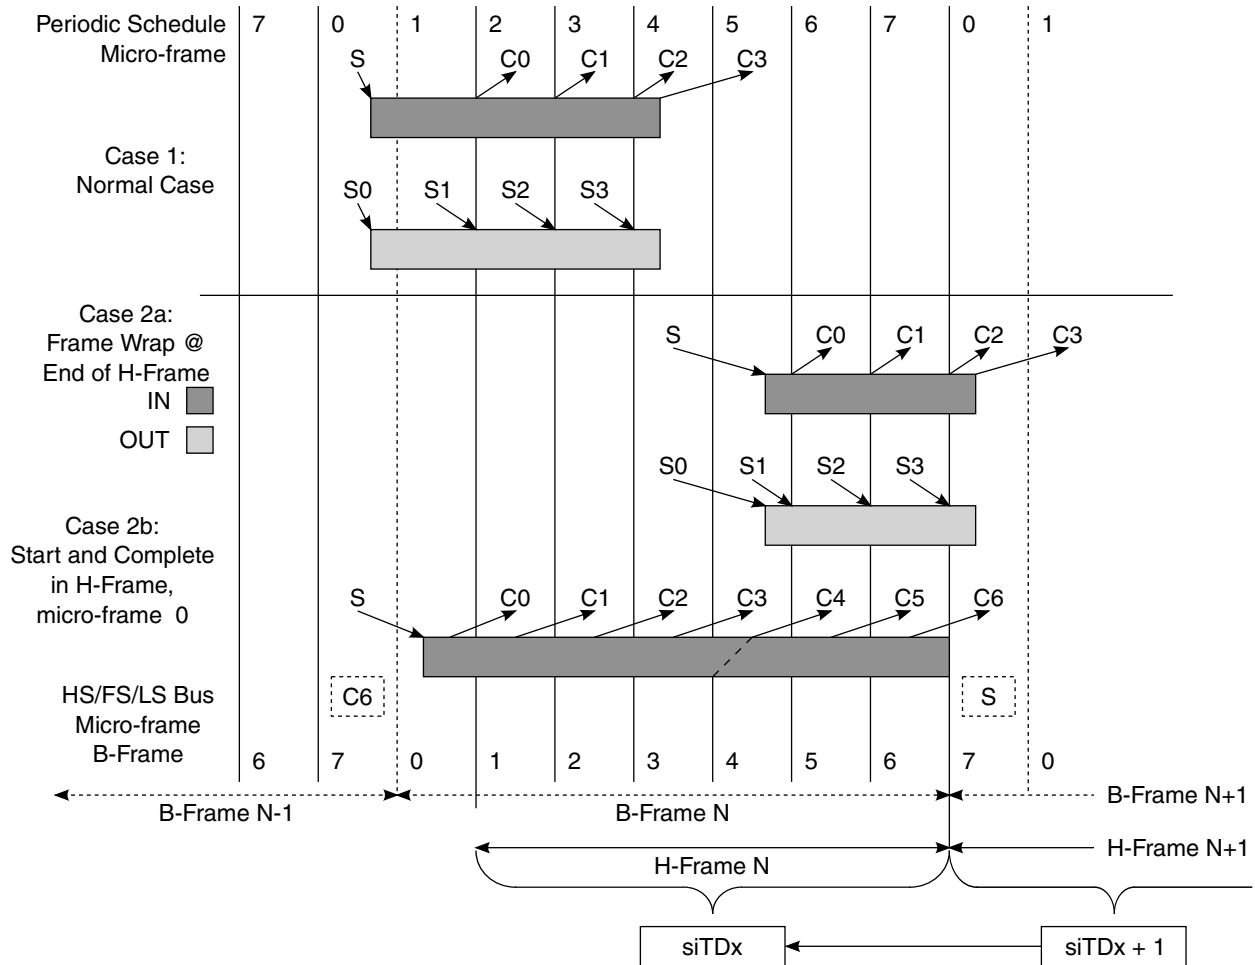 Periodic Schedule
Micro-frame
7 0 1 2 3 4 5 6 7 0 1
S C0 C1 C2 C3
Case 1:
Normal Case
S0 S1 S2 S3
Case 2a:
Frame Wrap @
End of H-Frame
S C0 C1 C2 C3
IN
OUT
S0 S1 S2 S3
Case 2b:
Start and Complete
in H-Frame,
micro-frame 0
S C0 C1 C2 C3 C4 C5 C6
C6 S
HS/FS/LS Bus
Micro-frame
B-Frame
6 7 0 1 2 3 4 5 6 7 0
B-Frame N-1 B-Frame N B-Frame N+1
H-Frame N H-Frame N+1
siTDx siTDx + 1